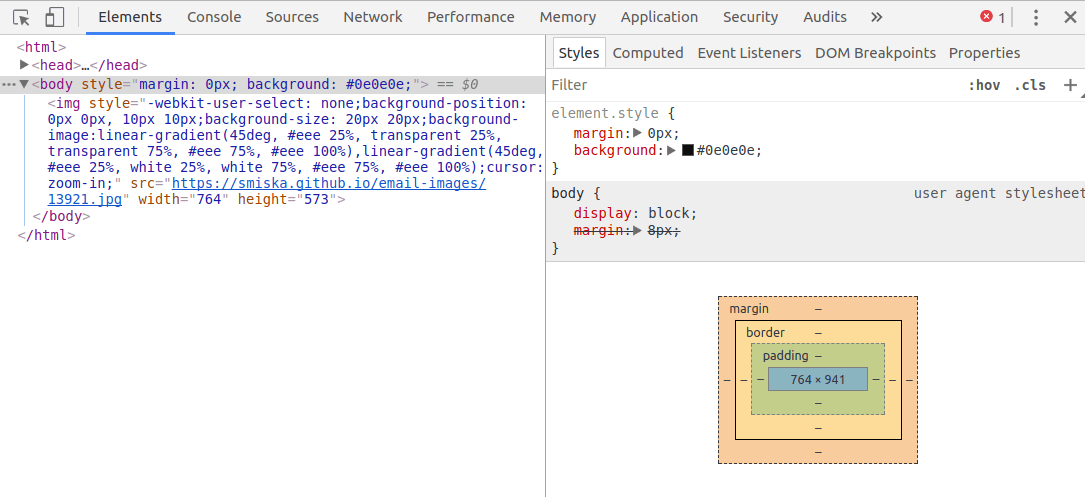 Elements Console Sources Network Performance Memory Application Security Audits » 1
<html>
<head>…</head>
<body style="margin: 0px; background: #0e0e0e;"> == $0
<img style="-webkit-user-select: none;background-position:
0px 0px, 10px 10px;background-size: 20px 20px;background-
image:linear-gradient(45deg, #eee 25%, transparent 25%,
transparent 75%, #eee 75%, #eee 100%),linear-gradient(45deg,
#eee 25%, white 25%, white 75%, #eee 75%, #eee 100%);cursor:
zoom-in;" src="https://smiska.github.io/email-images/
13921.jpg" width="764" height="573">
</body>
</html>
Styles Computed Event Listeners DOM Breakpoints Properties
Filter :hov .cls +
element.style {
margin: 0px;
background: #0e0e0e;
}
body { user agent stylesheet
display: block;
margin: 8px;
}
margin –
border –
padding –
– – – 764 × 941 – – –
–
–
–